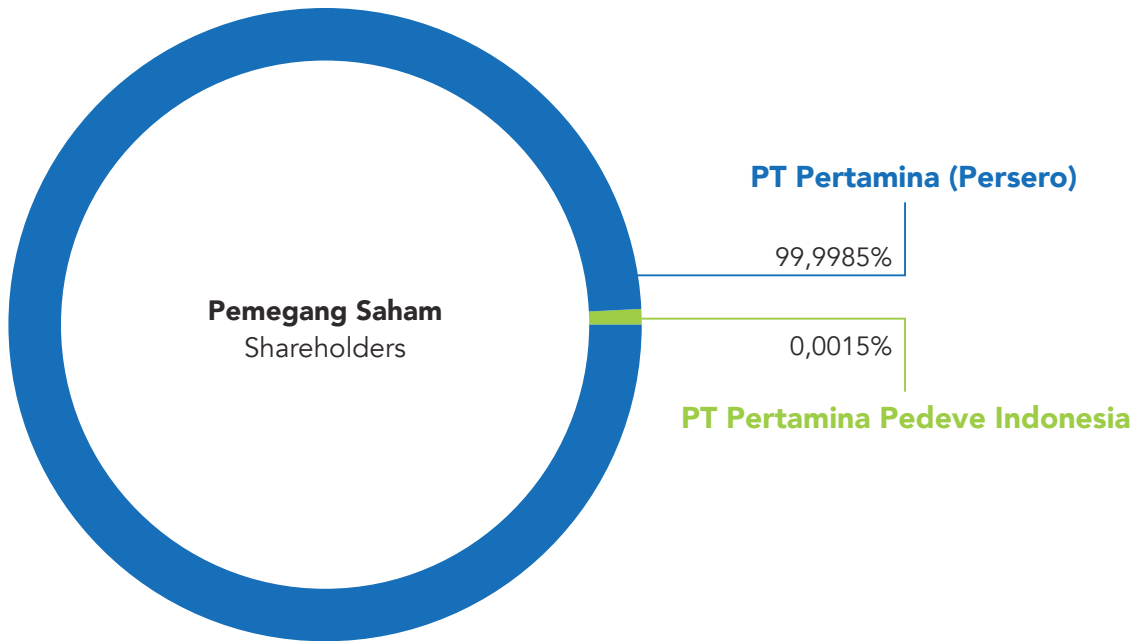 PT Pertamina (Persero)
99,9985%
Pemegang Saham
Shareholders
0,0015%
PT Pertamina Pedeve Indonesia